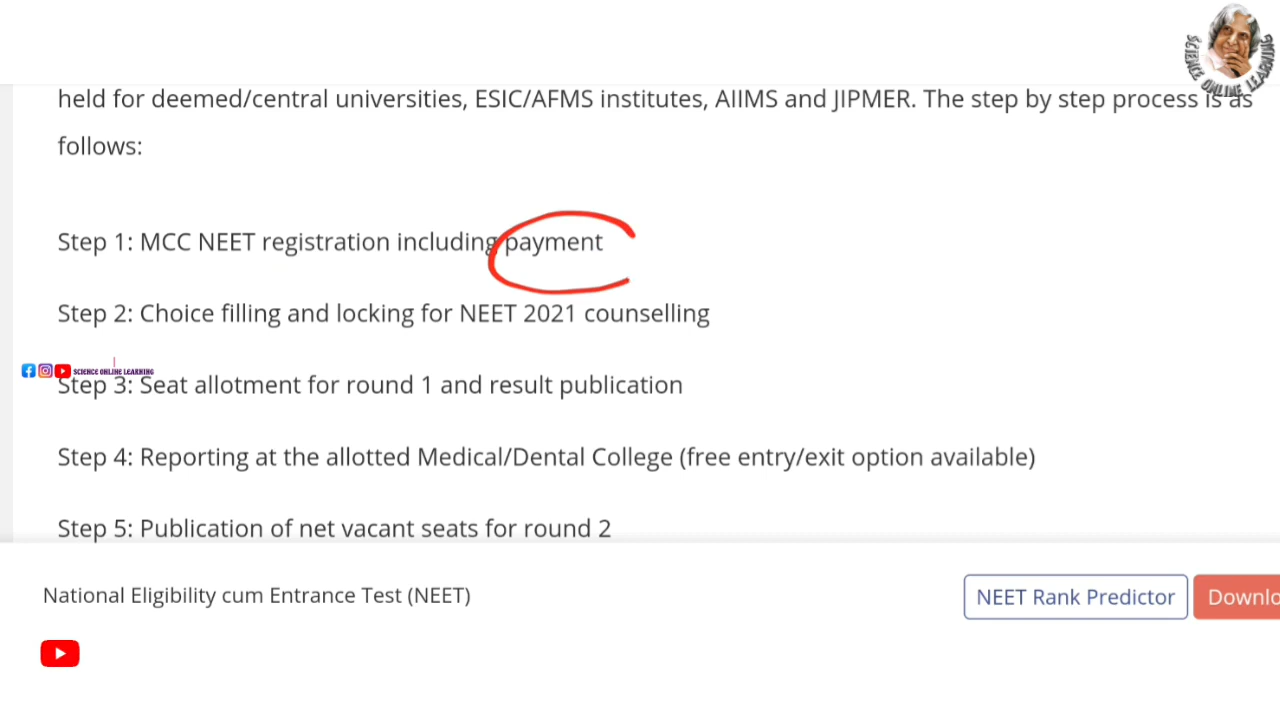 SCIENCE ONLINE LEARNING
held for deemed/central universities, ESIC/AFMS institutes, AIIMS and JIPMER. The step by step process is as
follows:
Step 1: MCC NEET registration including payment
Step 2: Choice filling and locking for NEET 2021 counselling
SCIENCE ONLINE LEARNING
Step 3: Seat allotment for round 1 and result publication
Step 4: Reporting at the allotted Medical/Dental College (free entry/exit option available)
Step 5: Publication of net vacant seats for round 2
National Eligibility cum Entrance Test (NEET)
NEET Rank Predictor
Downlo